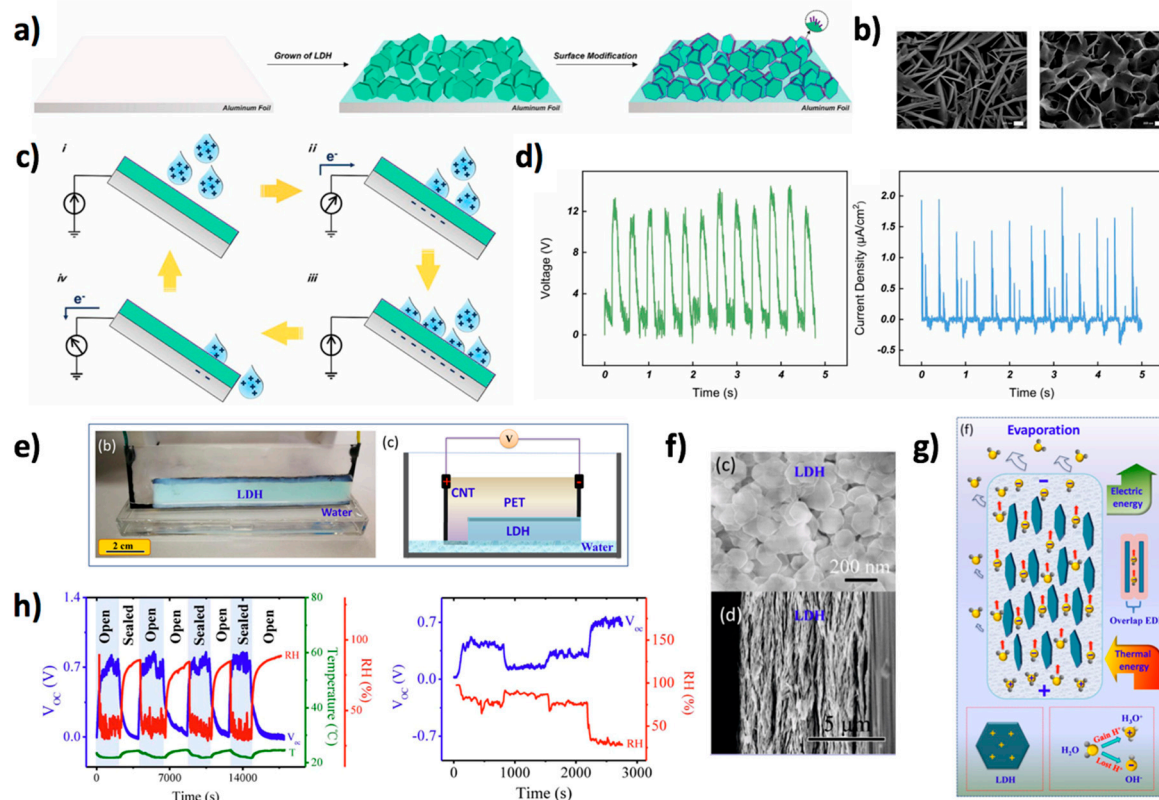 a)
Grown of LDH
Surface Modification
Aluminum Foil
Aluminum Foil
Aluminum Foil
b)
c)
i
ii
e-
iv
e-
iii
d)
Voltage (V)
12
8
4
0
0 1 2 3 4 5
Time (s)
Current Density (μA/cm²)
2.0
1.5
1.0
0.5
0.0
-0.5
0 1 2 3 4 5
Time (s)
e)
(b)
LDH
Water
2 cm
(c)
V
+
CNT
PET
-
LDH
Water
f)
(c)
LDH
200 nm
(d)
LDH
5 μm
g)
(f)
Evaporation
Electric
energy
Overlap ED
Thermal
energy
LDH
H₂O
Gain H⁺
Lost H⁺
H₃O⁺
OH⁻
h)
Open
Sealed
Open
Open
Sealed
Open
Sealed
Open
V_OC (V)
1.4
0.7
0.0
Temperature (℃)
80
60
40
20
RH (%)
100
50
RH
V_oc
T
0 7000 14000
Time (s)
V_OC (V)
0.7
0.0
-0.7
V_oc
RH
RH (%)
150
100
50
0 1000 2000 3000
Time (s)